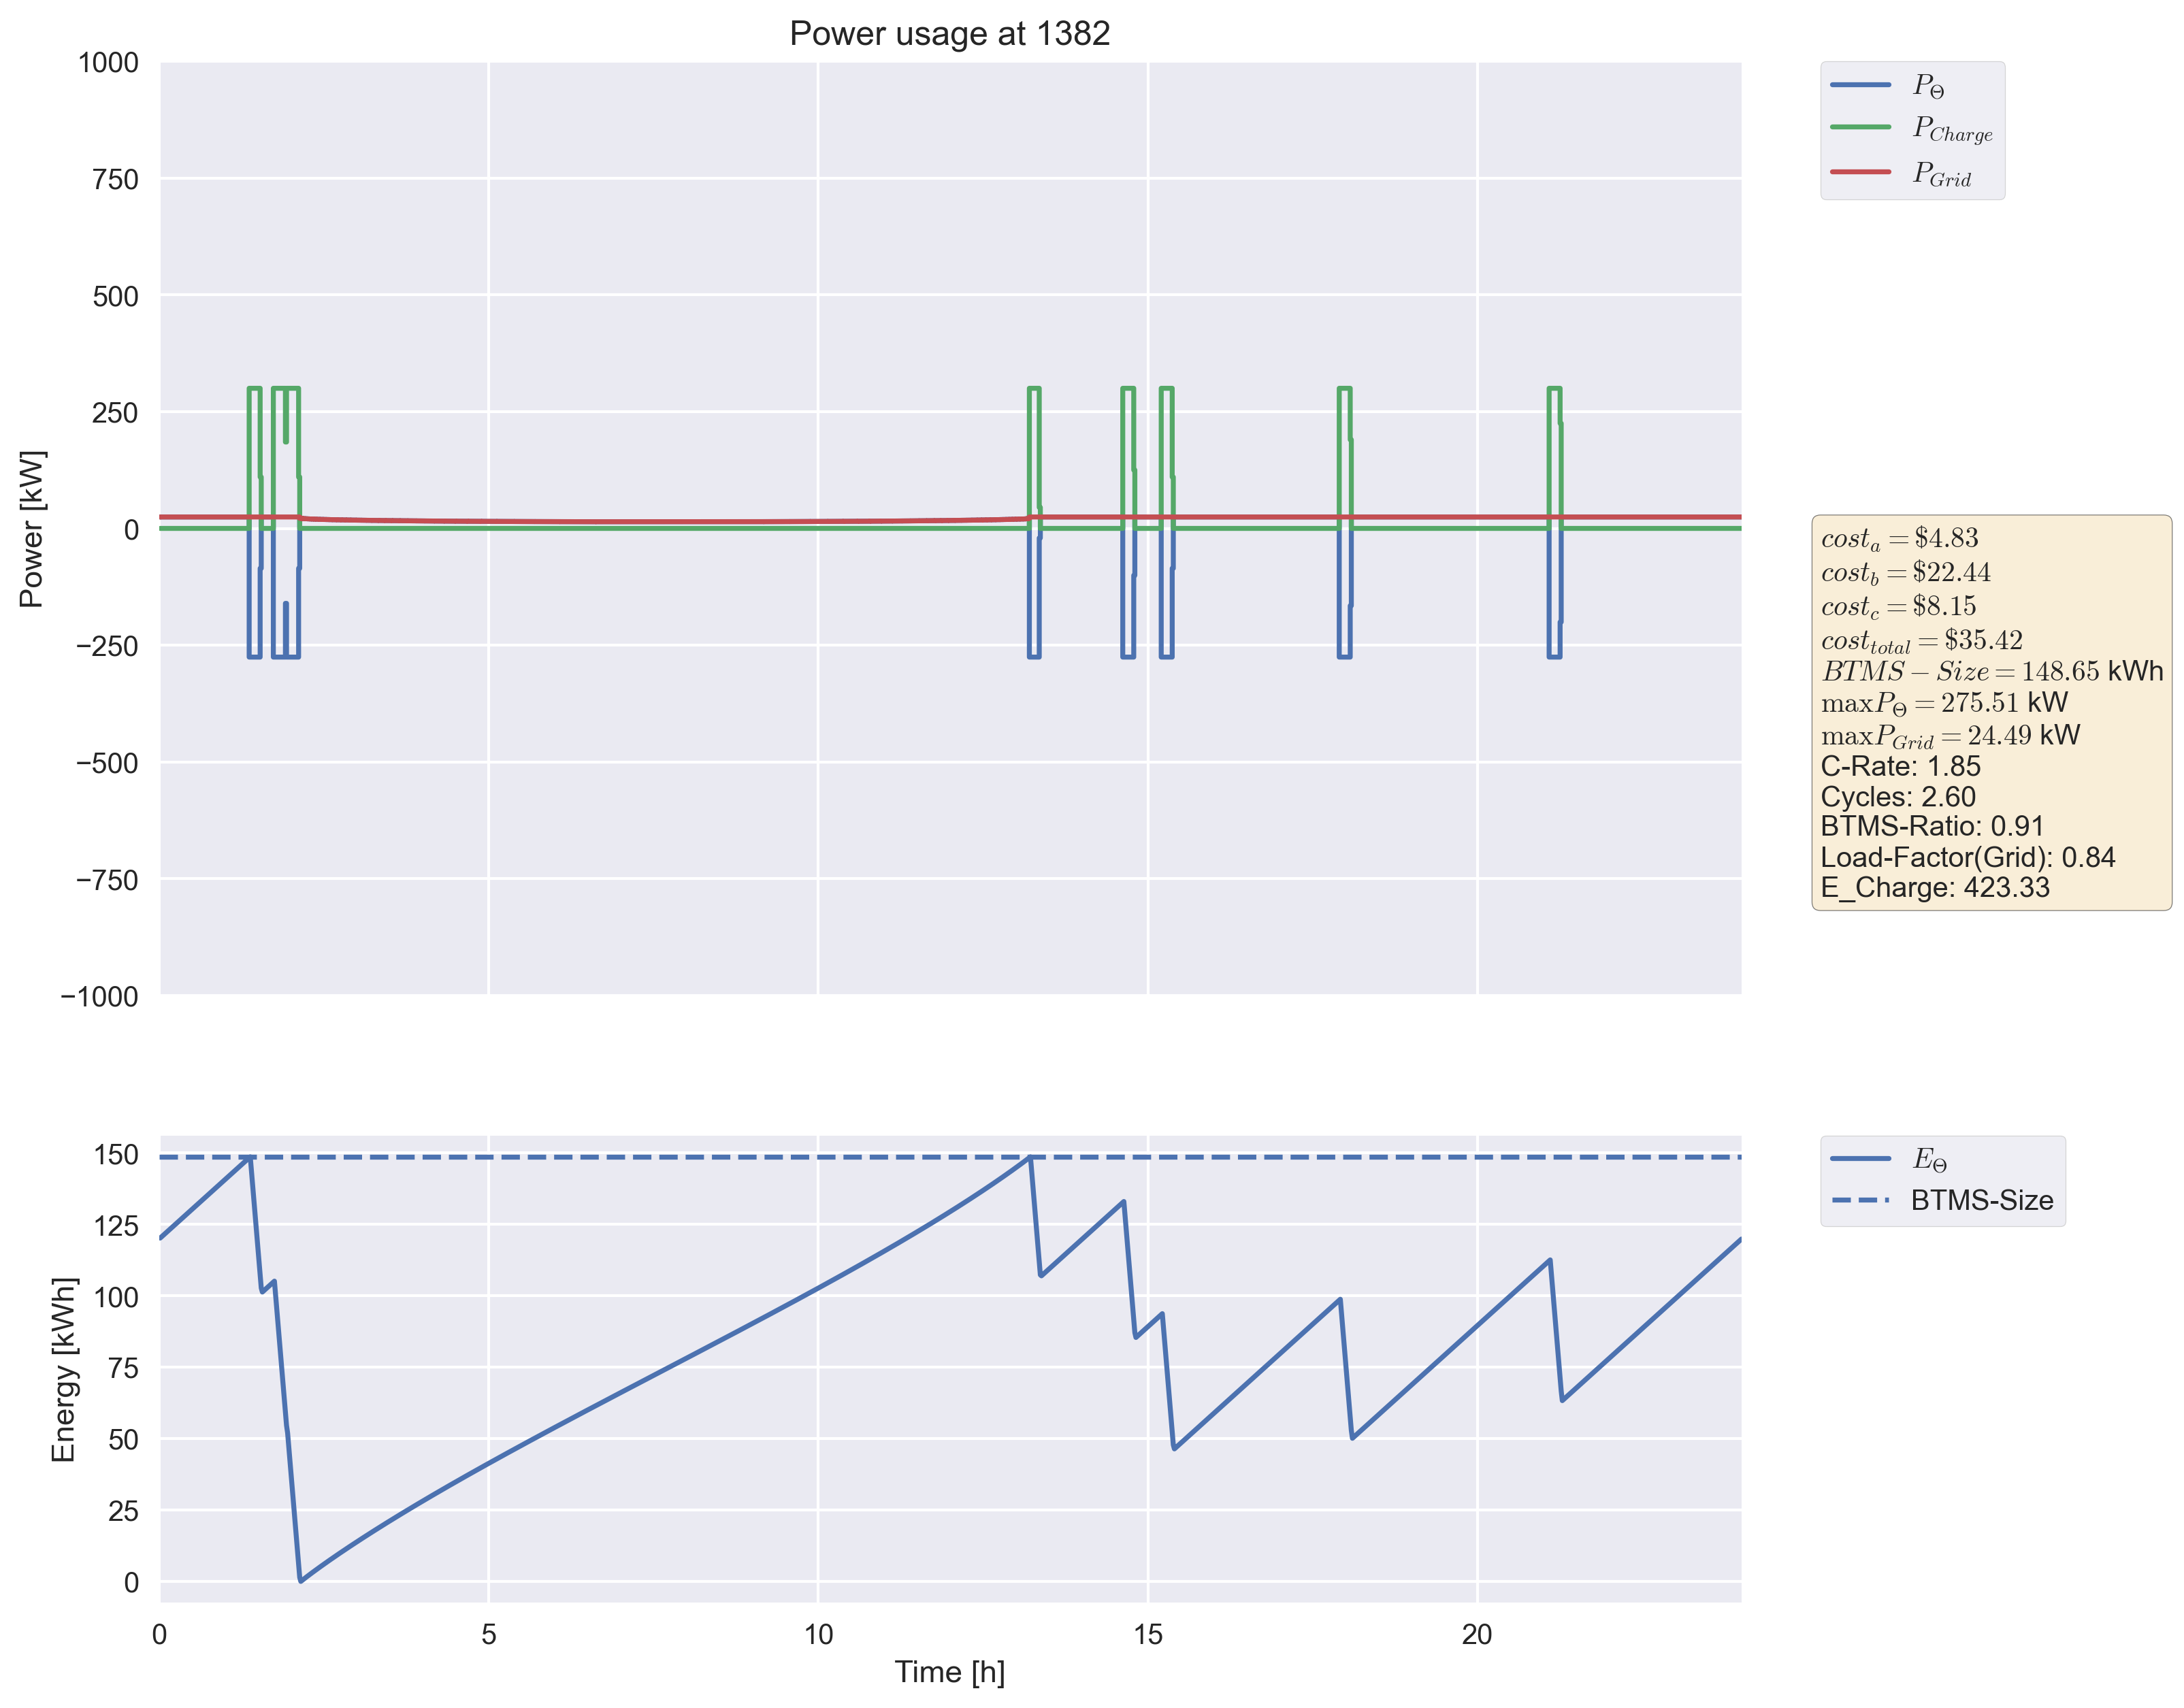 Power usage at 1382
1000
750
500
250
0
−250
−500
−750
−1000
Power [kW]
P_Θ
P_Charge
P_Grid
cost_a = $4.83
cost_b = $22.44
cost_c = $8.15
cost_total = $35.42
BTMS − Size = 148.65 kWh
maxP_Θ = 275.51 kW
maxP_Grid = 24.49 kW
C-Rate: 1.85
Cycles: 2.60
BTMS-Ratio: 0.91
Load-Factor(Grid): 0.84
E_Charge: 423.33
150
125
100
75
50
25
0
Energy [kWh]
E_Θ
BTMS-Size
0 5 10 15 20
Time [h]